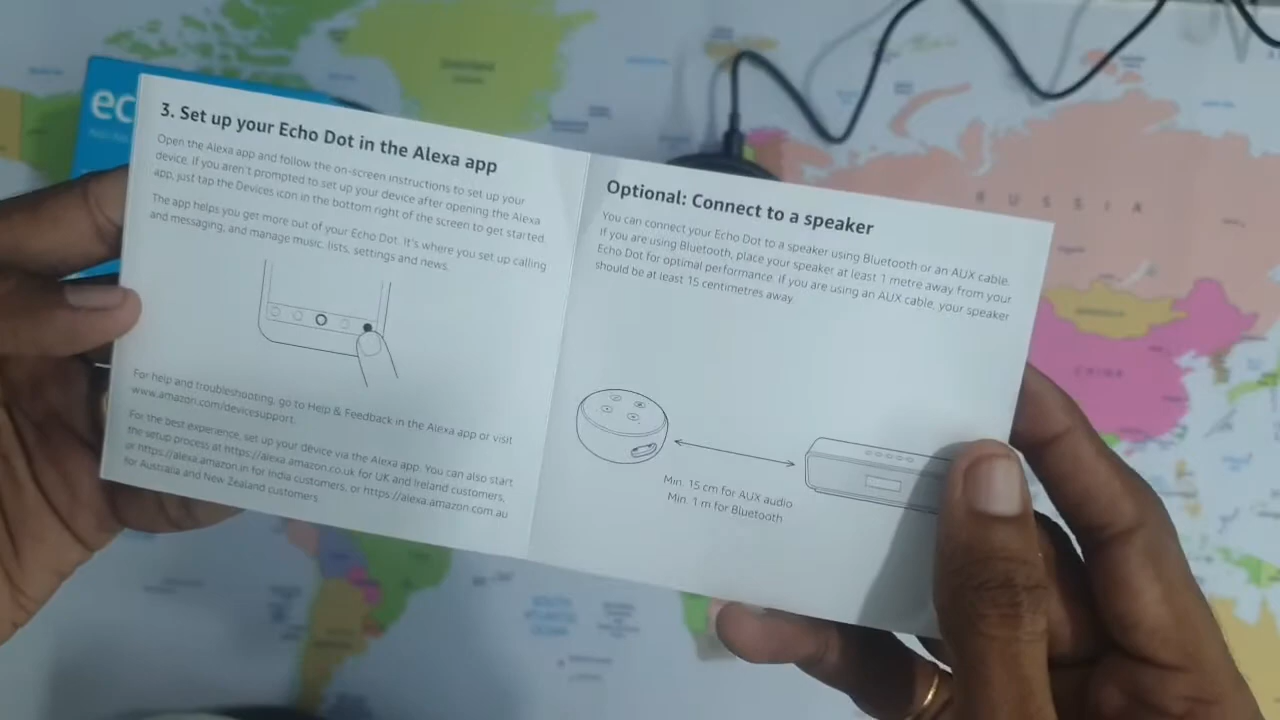 ec
3. Set up your Echo Dot in the Alexa app
Open the Alexa app and follow the on-screen instructions to set up your
device. If you aren't prompted to set up your device after opening the Alexa
app, just tap the Devices icon in the bottom right of the screen to get started.
The app helps you get more out of your Echo Dot. It's where you set up calling
and messaging, and manage music, lists, settings and news.
For help and troubleshooting, go to Help & Feedback in the Alexa app or visit
www.amazon.com/devicesupport.
For the best experience, set up your device via the Alexa app. You can also start
the setup process at https://alexa.amazon.co.uk for UK and Ireland customers,
or https://alexa.amazon.in for India customers, or https://alexa.amazon.com.au
for Australia and New Zealand customers.
Optional: Connect to a speaker
You can connect your Echo Dot to a speaker using Bluetooth or an AUX cable.
If you are using Bluetooth, place your speaker at least 1 metre away from your
Echo Dot for optimal performance. If you are using an AUX cable, your speaker
should be at least 15 centimetres away.
Min. 15 cm for AUX audio
Min. 1 m for Bluetooth
RUSSIA
CHINA
SOUTH
ATLANTIC
OCEAN